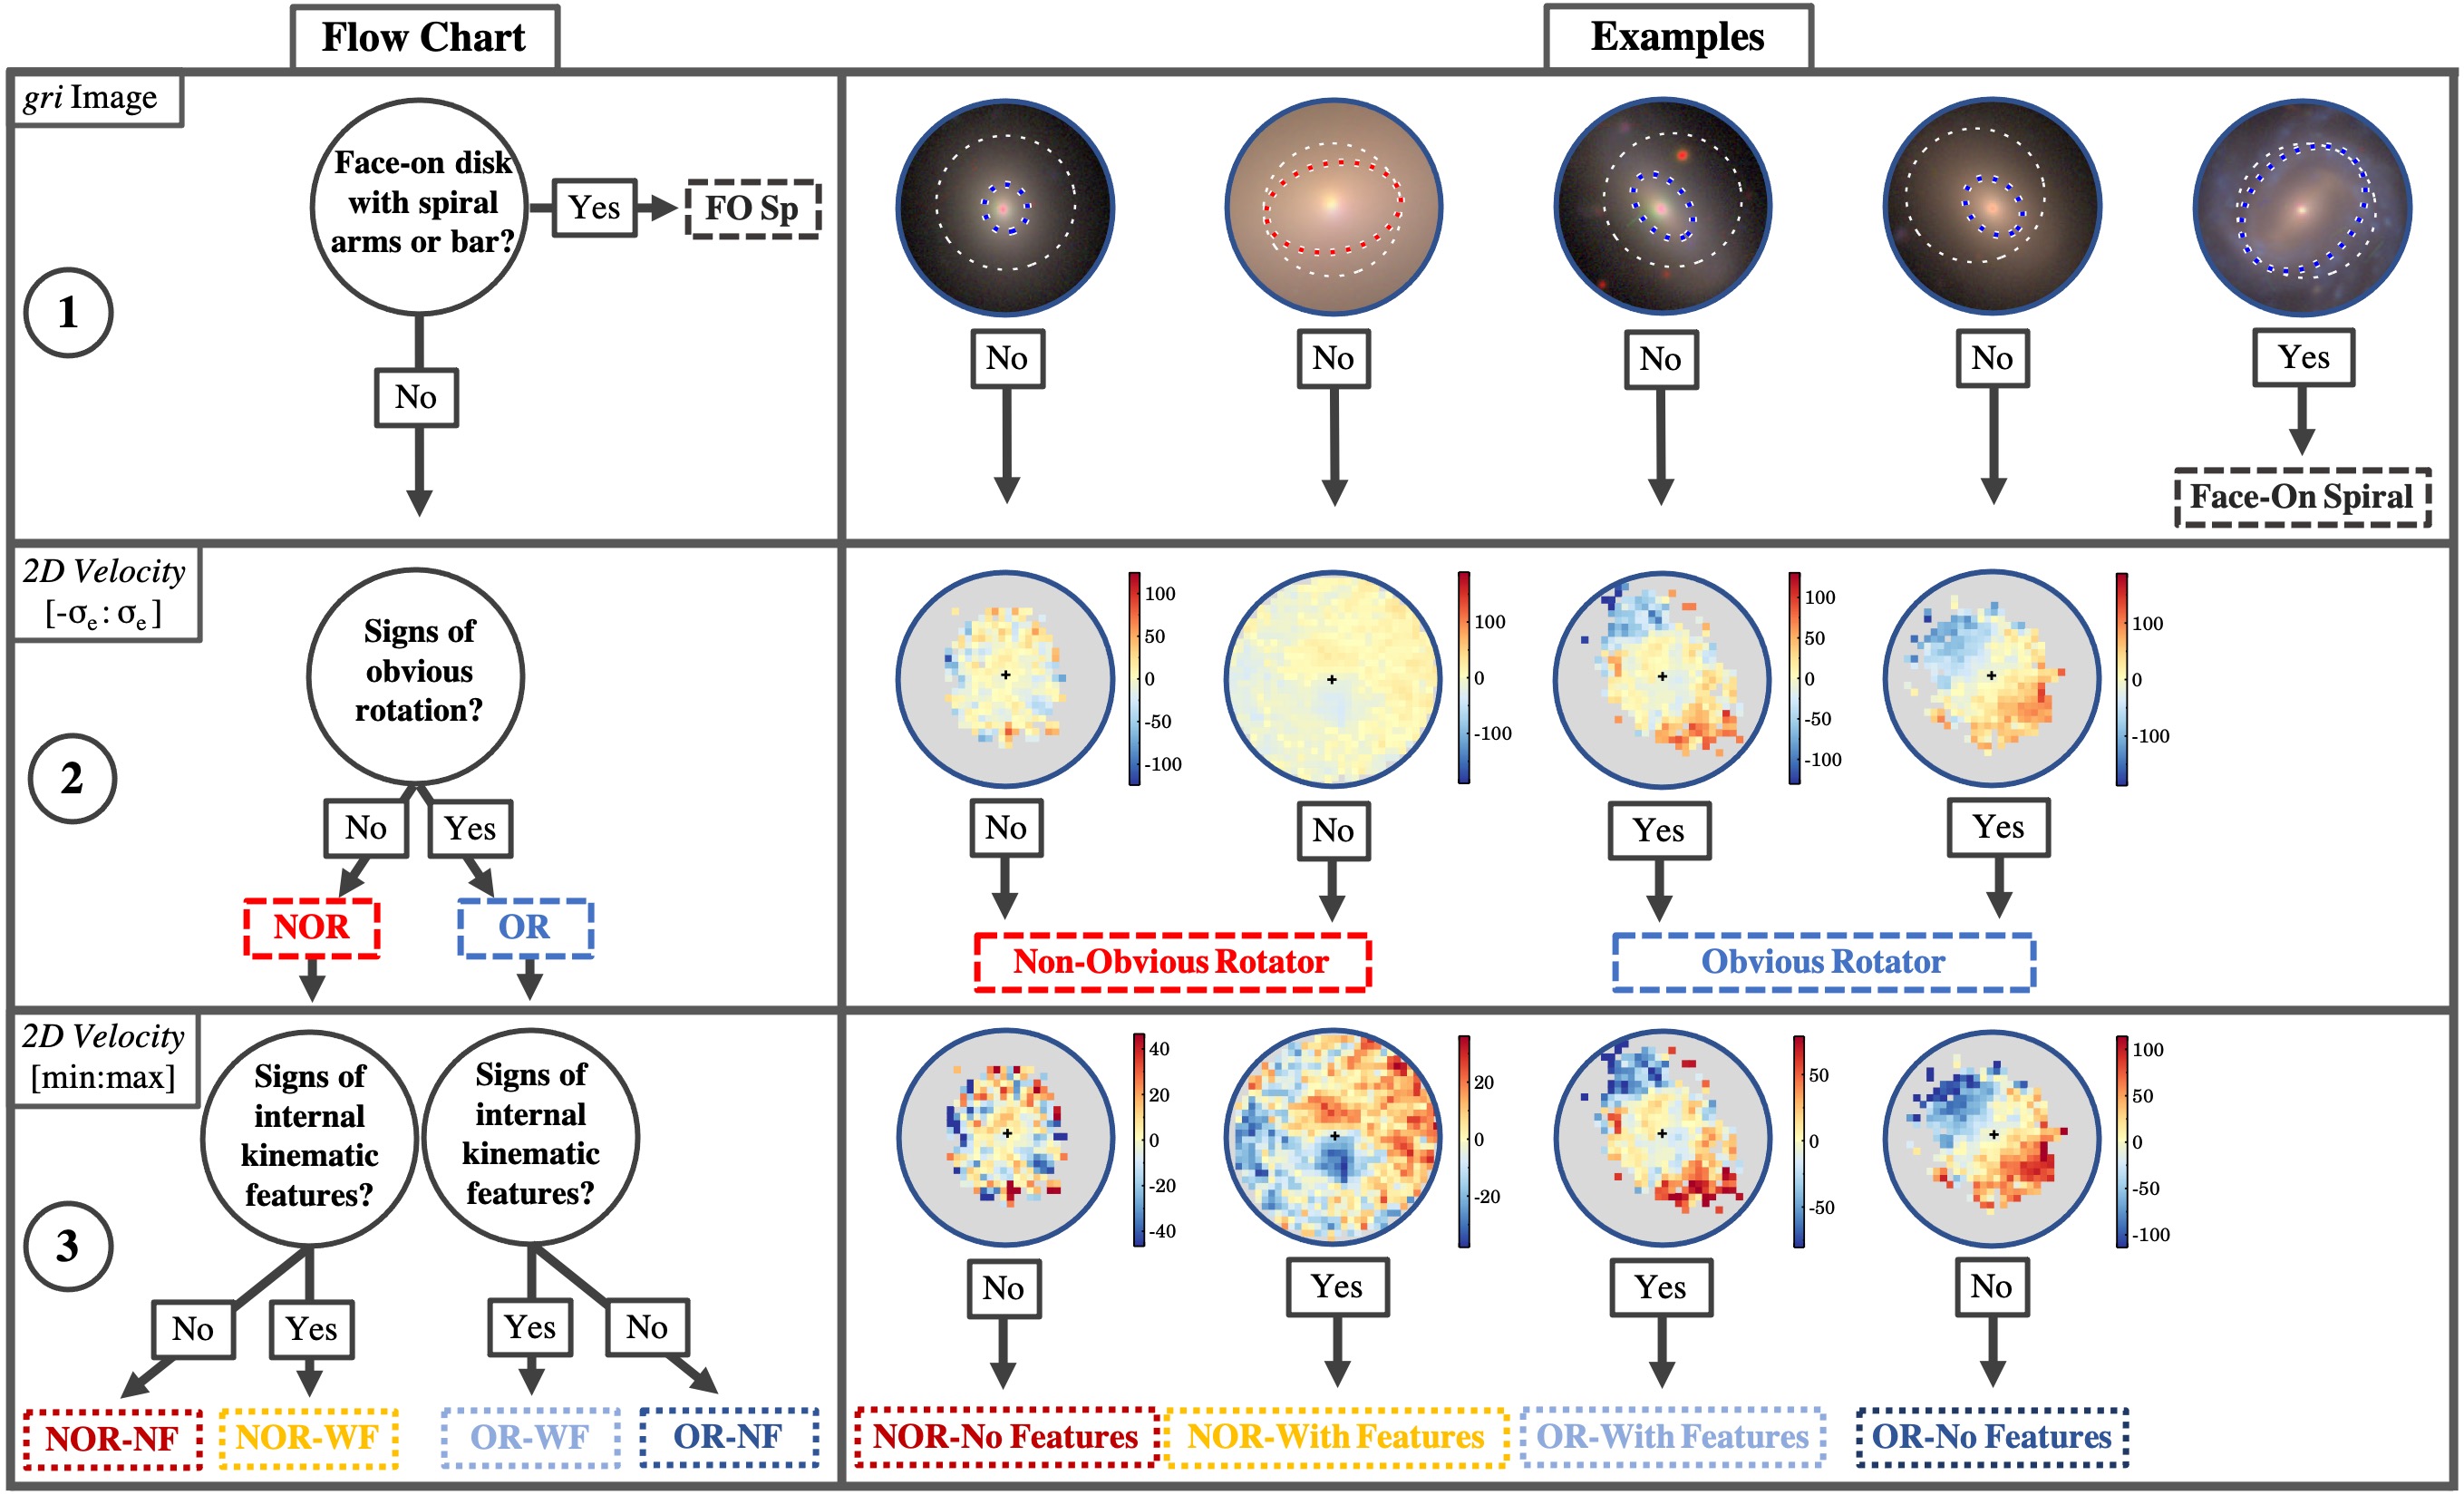 Flow Chart
Examples
gri Image
Face-on disk
with spiral
arms or bar?
Yes
FO Sp
No
1
No
No
No
No
Yes
Face-On Spiral
2D Velocity
[-σe: σe]
Signs of
obvious
rotation?
2
No
Yes
NOR
OR
100
50
0
-50
-100
100
0
-100
100
50
0
-50
-100
100
0
-100
No
No
Yes
Yes
Non-Obvious Rotator
Obvious Rotator
2D Velocity
[min:max]
Signs of
internal
kinematic
features?
Signs of
internal
kinematic
features?
3
No
Yes
Yes
No
NOR-NF
NOR-WF
OR-WF
OR-NF
40
20
0
-20
-40
20
0
-20
50
0
-50
100
50
0
-50
-100
No
Yes
Yes
No
NOR-No Features
NOR-With Features
OR-With Features
OR-No Features